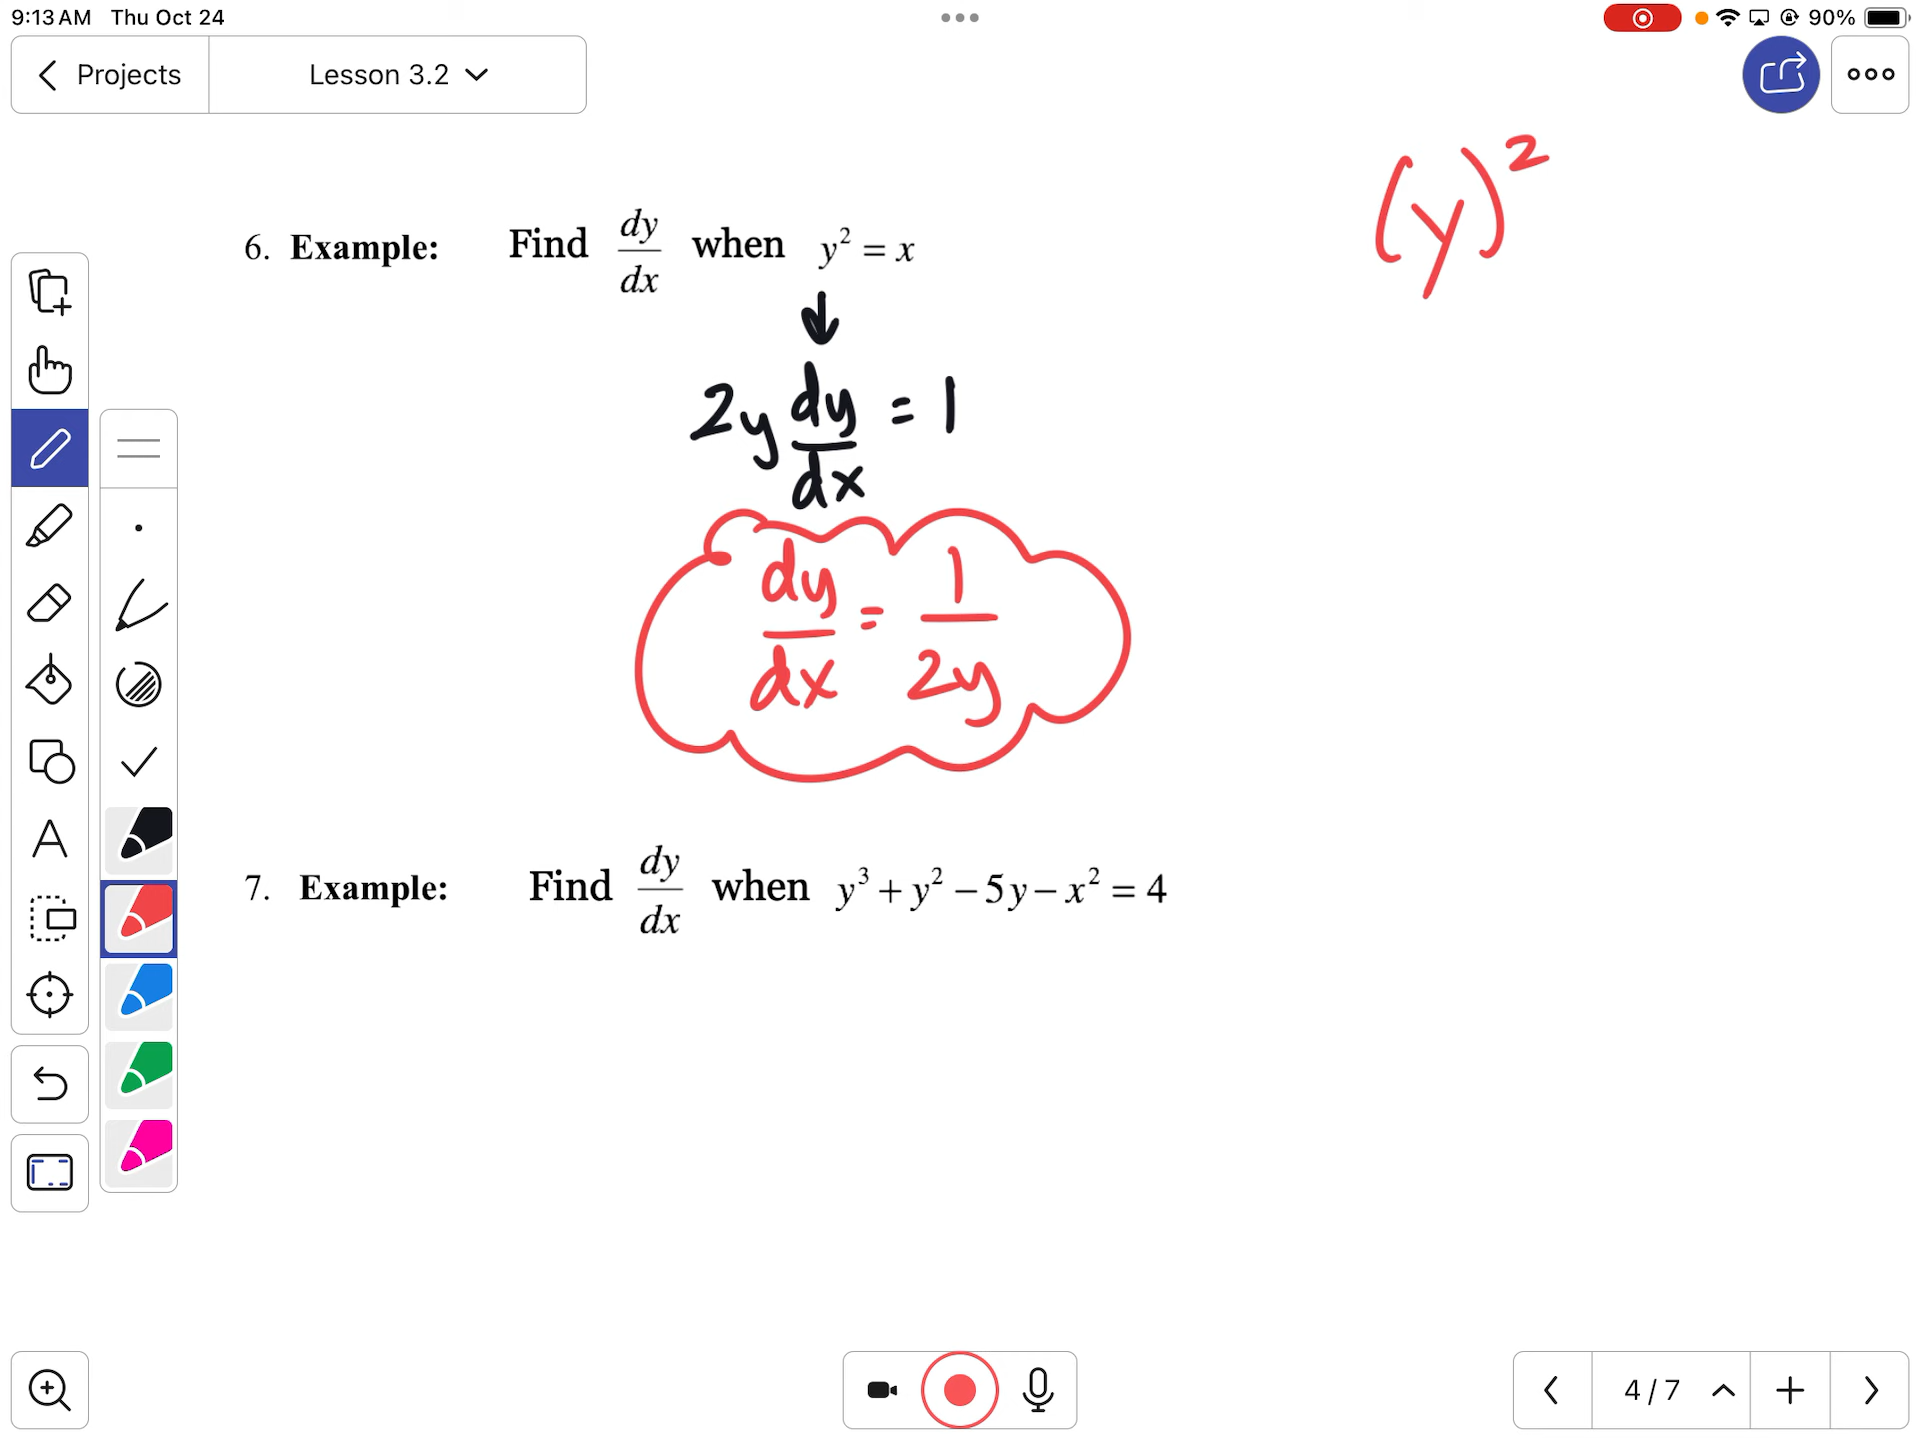 9:13 AM Thu Oct 24
90%
Projects
Lesson 3.2
(y)²
6. Example: Find dy/dx when y² = x
2y dy/dx = 1
dy/dx = 1/2y
7. Example: Find dy/dx when y³ + y² − 5y − x² = 4
A
4 / 7